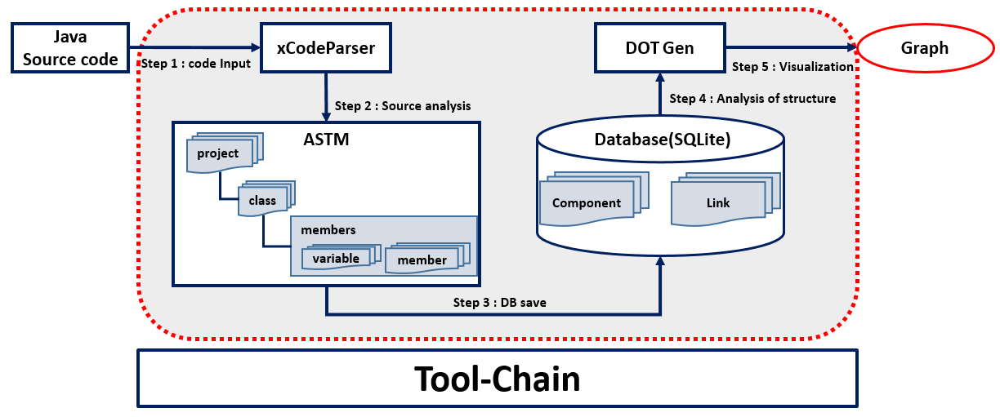 Java
Source code
Step 1 : code Input
xCodeParser
Step 2 : Source analysis
ASTM
project
class
members
variable
member
Step 3 : DB save
Database(SQLite)
Component
Link
Step 4 : Analysis of structure
DOT Gen
Step 5 : Visualization
Graph
Tool-Chain